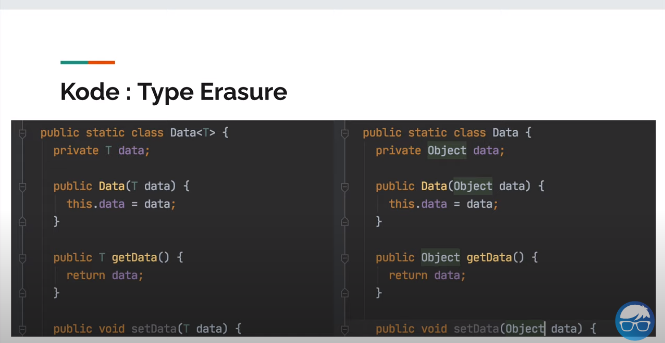 Kode : Type Erasure
public static class Data<T> {
private T data;
public Data(T data) {
this.data = data;
}
public T getData() {
return data;
}
public void setData(T data) {
public static class Data {
private Object data;
public Data(Object data) {
this.data = data;
}
public Object getData() {
return data;
}
public void setData(Object data) {